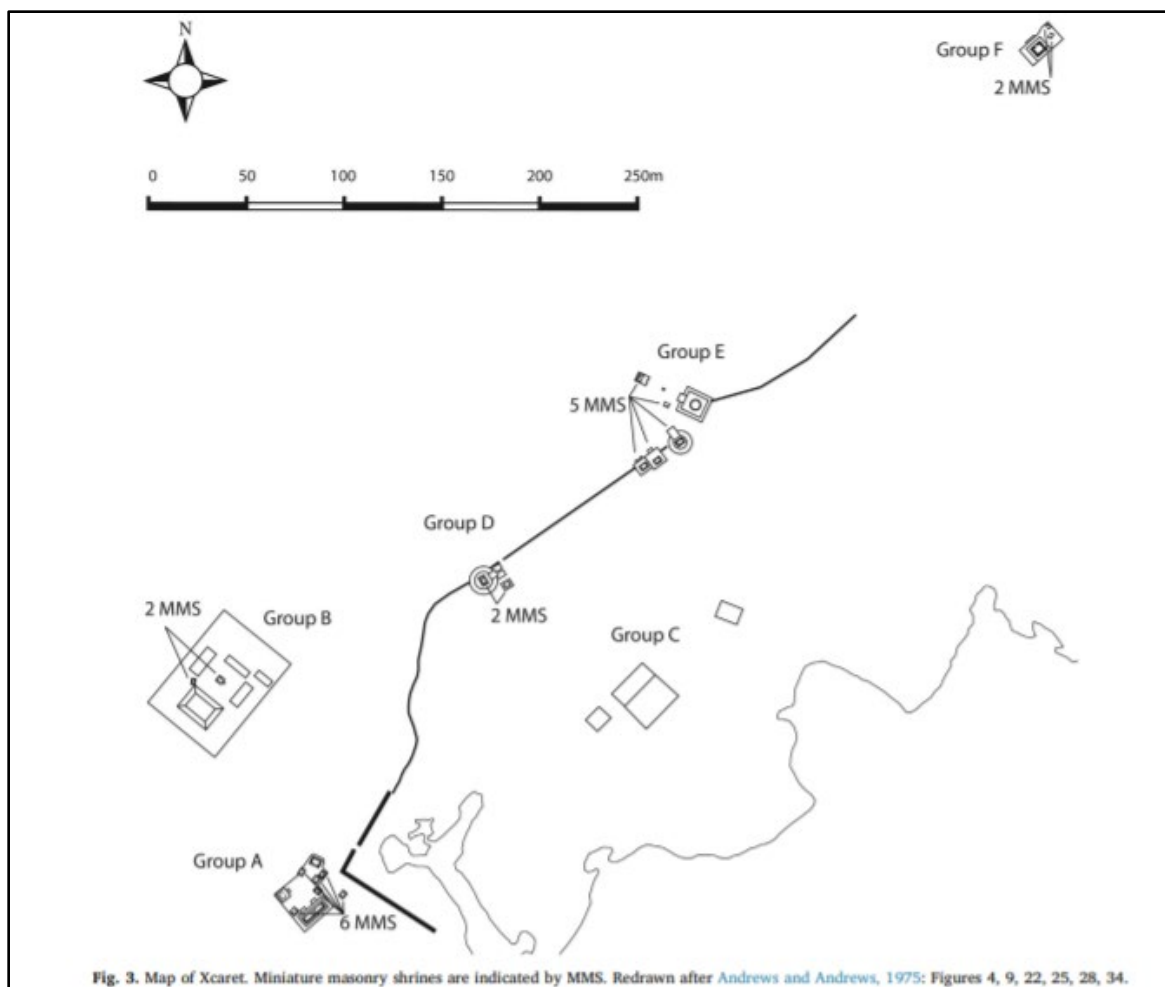 N
Group F
2 MMS
0 50 100 150 200 250m
Group E
5 MMS
Group D
2 MMS
2 MMS
Group B
Group C
Group A
6 MMS
Fig. 3. Map of Xcaret. Miniature masonry shrines are indicated by MMS. Redrawn after Andrews and Andrews, 1975: Figures 4, 9, 22, 25, 28, 34.